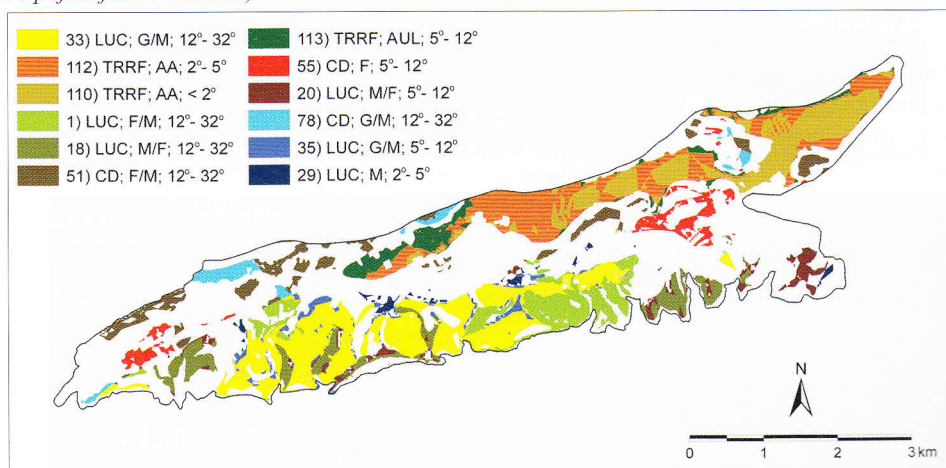 33) LUC; G/M; 12°- 32°
112) TRRF; AA; 2°- 5°
110) TRRF; AA, < 2°
1) LUC, F/M; 12°- 32°
18) LUC; M/F; 12°- 32°
51) CD; F/M; 12°- 32°
113) TRRF; AUL; 5°- 12°
55) CD, F; 5°- 12°
20) LUC, M/F; 5°- 12°
78) CD; G/M; 12°- 32°
35) LUC; G/M; 5°- 12°
29) LUC, M; 2°- 5°
N
0 1 2 3 km